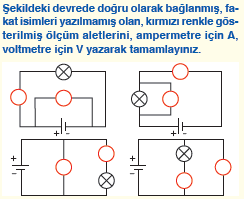 Şekildeki devrede doğru olarak bağlanmış, fa-
kat isimleri yazılmamış olan, kırmızı renkle gös-
terilmiş ölçüm aletlerini, ampermetre için A,
voltmetre için V yazarak tamamlayınız.
+ -
+ -
+
-
+
-